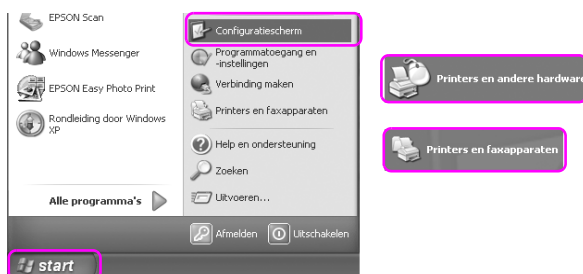 EPSON Scan
Windows Messenger
EPSON Easy Photo Print
Rondleiding door Windows
XP
Alle programma's
Configuratiescherm
Programmatoegang en
-instellingen
Verbinding maken
Printers en faxapparaten
Help en ondersteuning
Zoeken
Uitvoeren...
Afmelden
Uitschakelen
start
Printers en andere hardware
Printers en faxapparaten